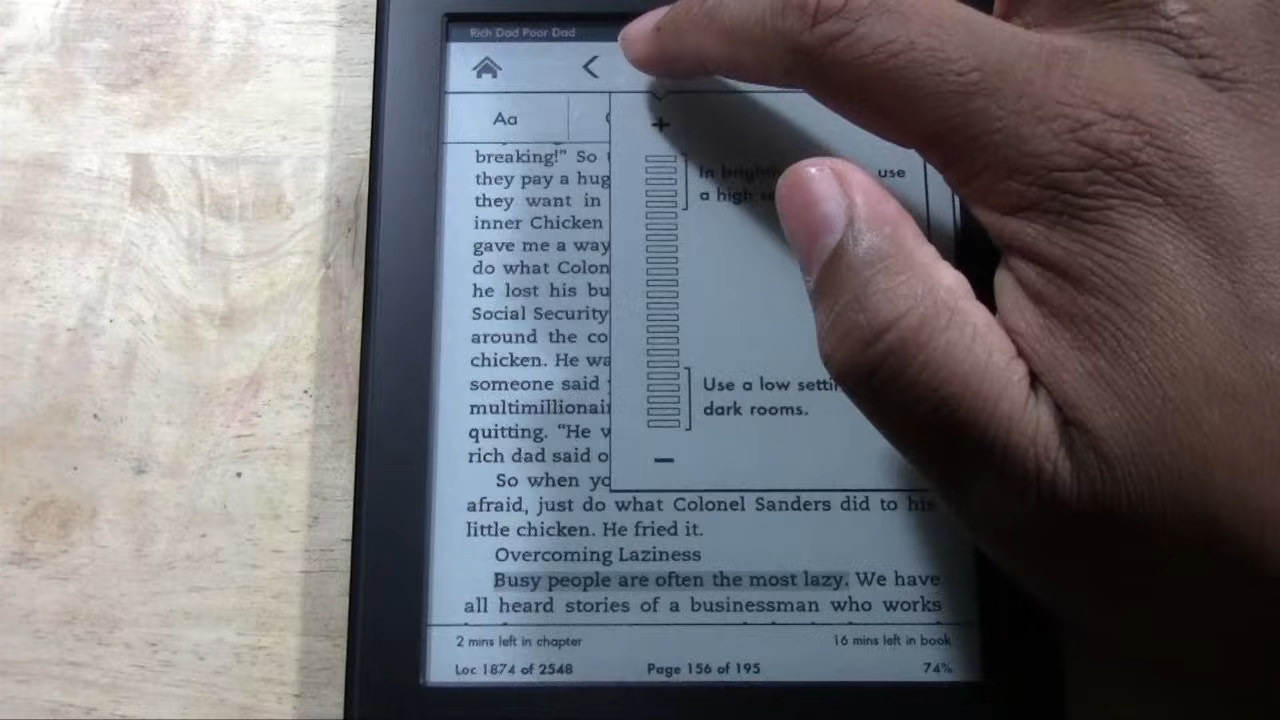 Rich Dad Poor Dad
Aa
+
breaking!” So
In use
they pay a hug
a high
they want in
inner Chicken
gave me a way
do what Colon
he lost his bu
Social Security
around the co
chicken. He wa
someone said
Use a low settin
multimillionair
dark rooms.
quitting. “He w
rich dad said o
−
So when yo
afraid, just do what Colonel Sanders did to his
little chicken. He fried it.
Overcoming Laziness
Busy people are often the most lazy. We have
all heard stories of a businessman who works
2 mins left in chapter 16 mins left in book
Loc 1874 of 2548 Page 156 of 195 74%